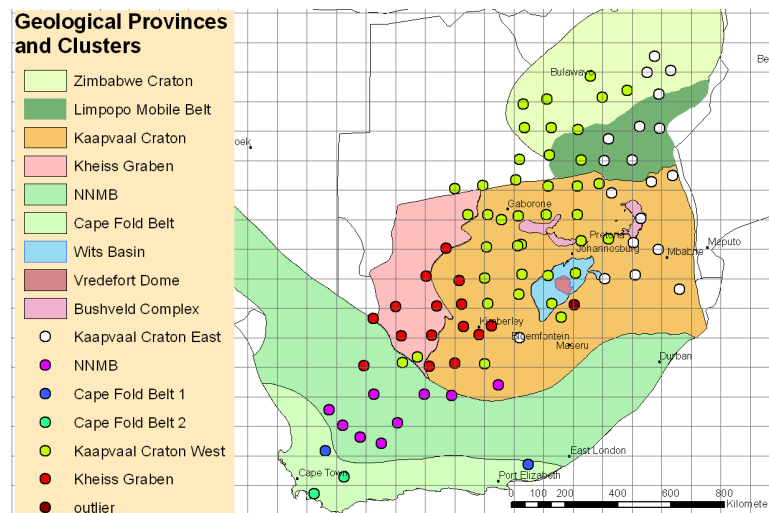 Geological Provinces
and Clusters
Zimbabwe Craton
Limpopo Mobile Belt
Kaapvaal Craton
Kheiss Graben
NNMB
Cape Fold Belt
Wits Basin
Vredefort Dome
Bushveld Complex
Kaapvaal Craton East
NNMB
Cape Fold Belt 1
Cape Fold Belt 2
Kaapvaal Craton West
Kheiss Graben
outlier
Bulawayo
Be
oek
Gaborone
Pretoria
Johannesburg
Mbabne
Maputo
Kimberley
Bloemfontein
Maseru
Durban
East London
Cape Town
Port Elizabeth
0 100 200 400 600 800
Kilomete